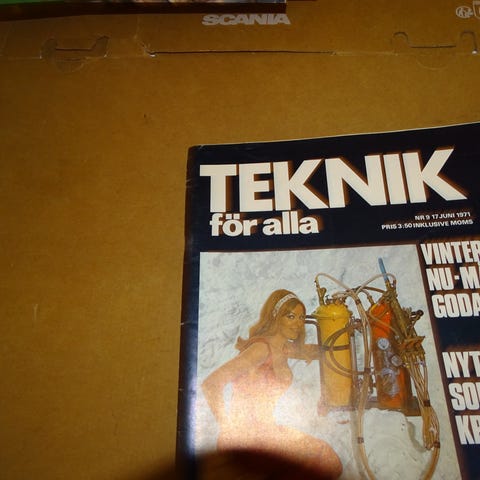 SCANIA
TEKNIK
för alla
NR 9 17 JUNI 1971
PRIS 3:50 INKLUSIVE MOMS
VINTER
NU-M
GODA
NYT
SO
KR